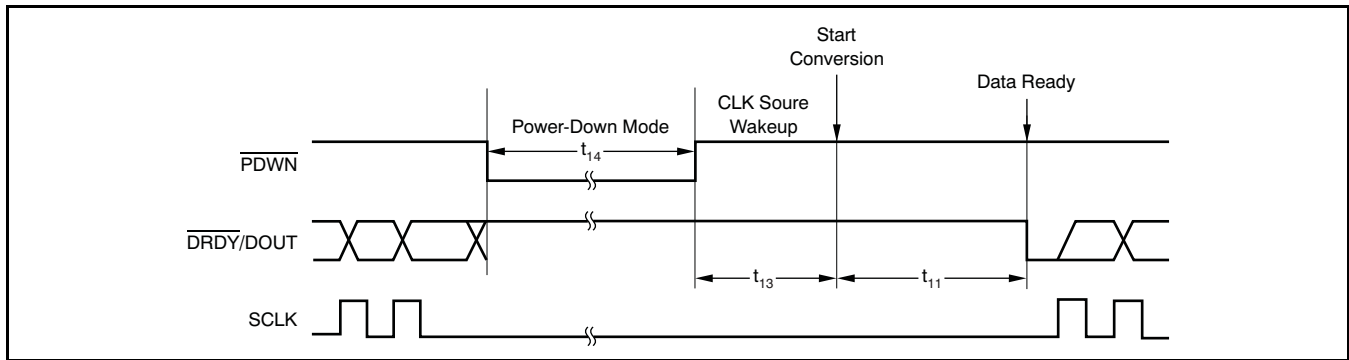 Start
Conversion
Data Ready
CLK Soure
Wakeup
Power-Down Mode
t14
PDWN
DRDY/DOUT
t13
t11
SCLK